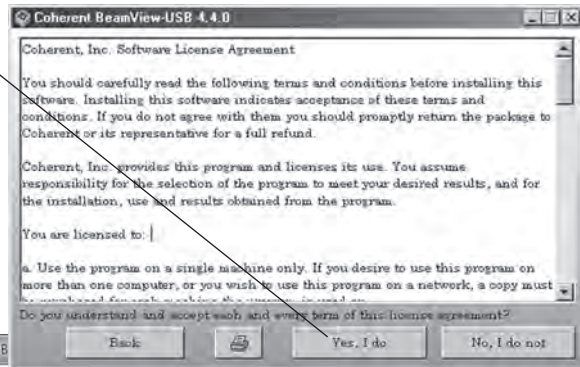 Coherent BeamView-USB 4.4.0
Coherent, Inc. Software License Agreement
You should carefully read the following terms and conditions before installing this
software. Installing this software indicates acceptance of these terms and
conditions. If you do not agree with them you should promptly return the package to
Coherent or its representative for a full refund.
Coherent, Inc. provides this program and licenses its use. You assume
responsibility for the selection of the program to meet your desired results, and for
the installation, use and results obtained from the program.
You are licensed to:
a. Use the program on a single machine only. If you desire to use this program on
more than one computer, or you wish to use this program on a network, a copy must
Do you understand and accept each and every term of this license agreement?
B
Back
Yes, I do
No, I do not